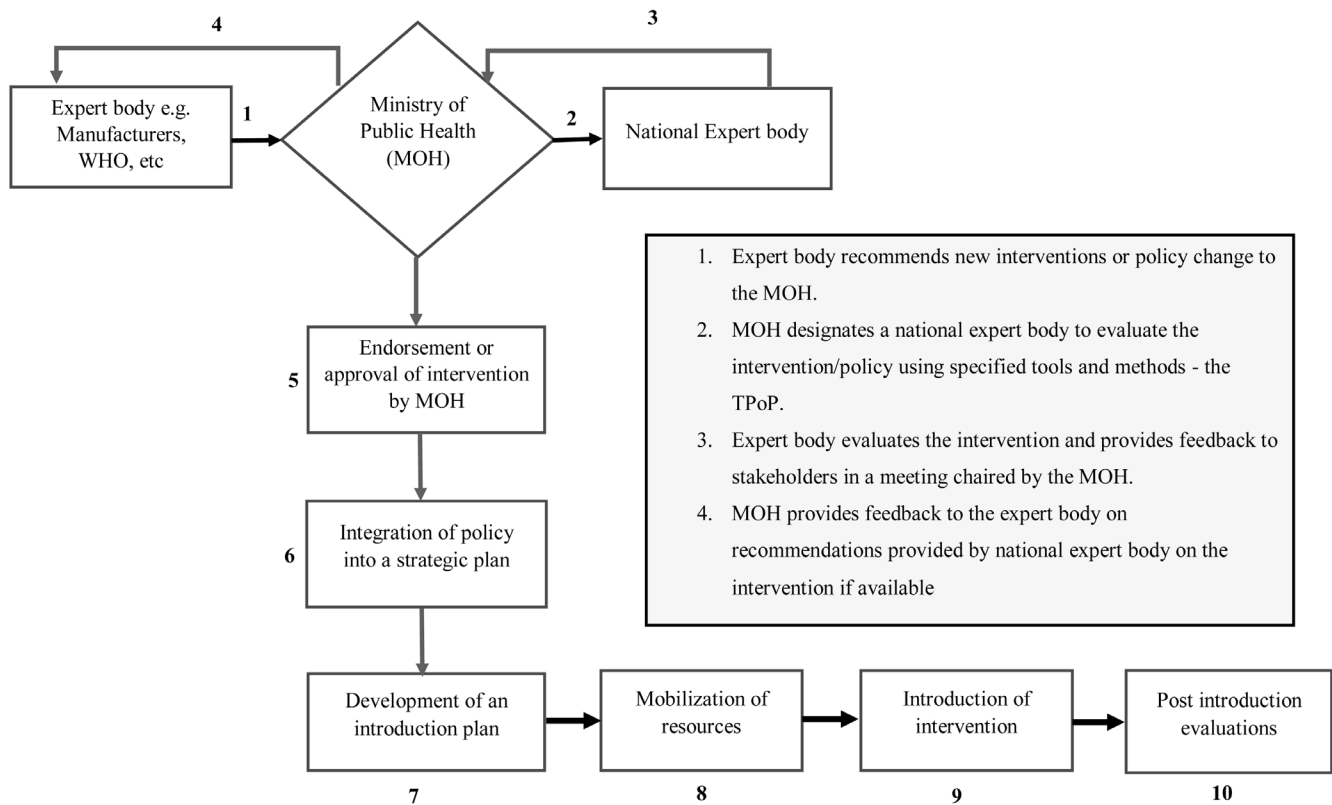 4
3
Expert body e.g.
Manufacturers,
WHO, etc
1
Ministry of
Public Health
(MOH)
2
National Expert body
1. Expert body recommends new interventions or policy change to
the MOH.
2. MOH designates a national expert body to evaluate the
intervention/policy using specified tools and methods - the
TPoP.
3. Expert body evaluates the intervention and provides feedback to
stakeholders in a meeting chaired by the MOH.
4. MOH provides feedback to the expert body on
recommendations provided by national expert body on the
intervention if available
5
Endorsement or
approval of intervention
by MOH
6
Integration of policy
into a strategic plan
Development of an
introduction plan
7
Mobilization of
resources
8
Introduction of
intervention
9
Post introduction
evaluations
10